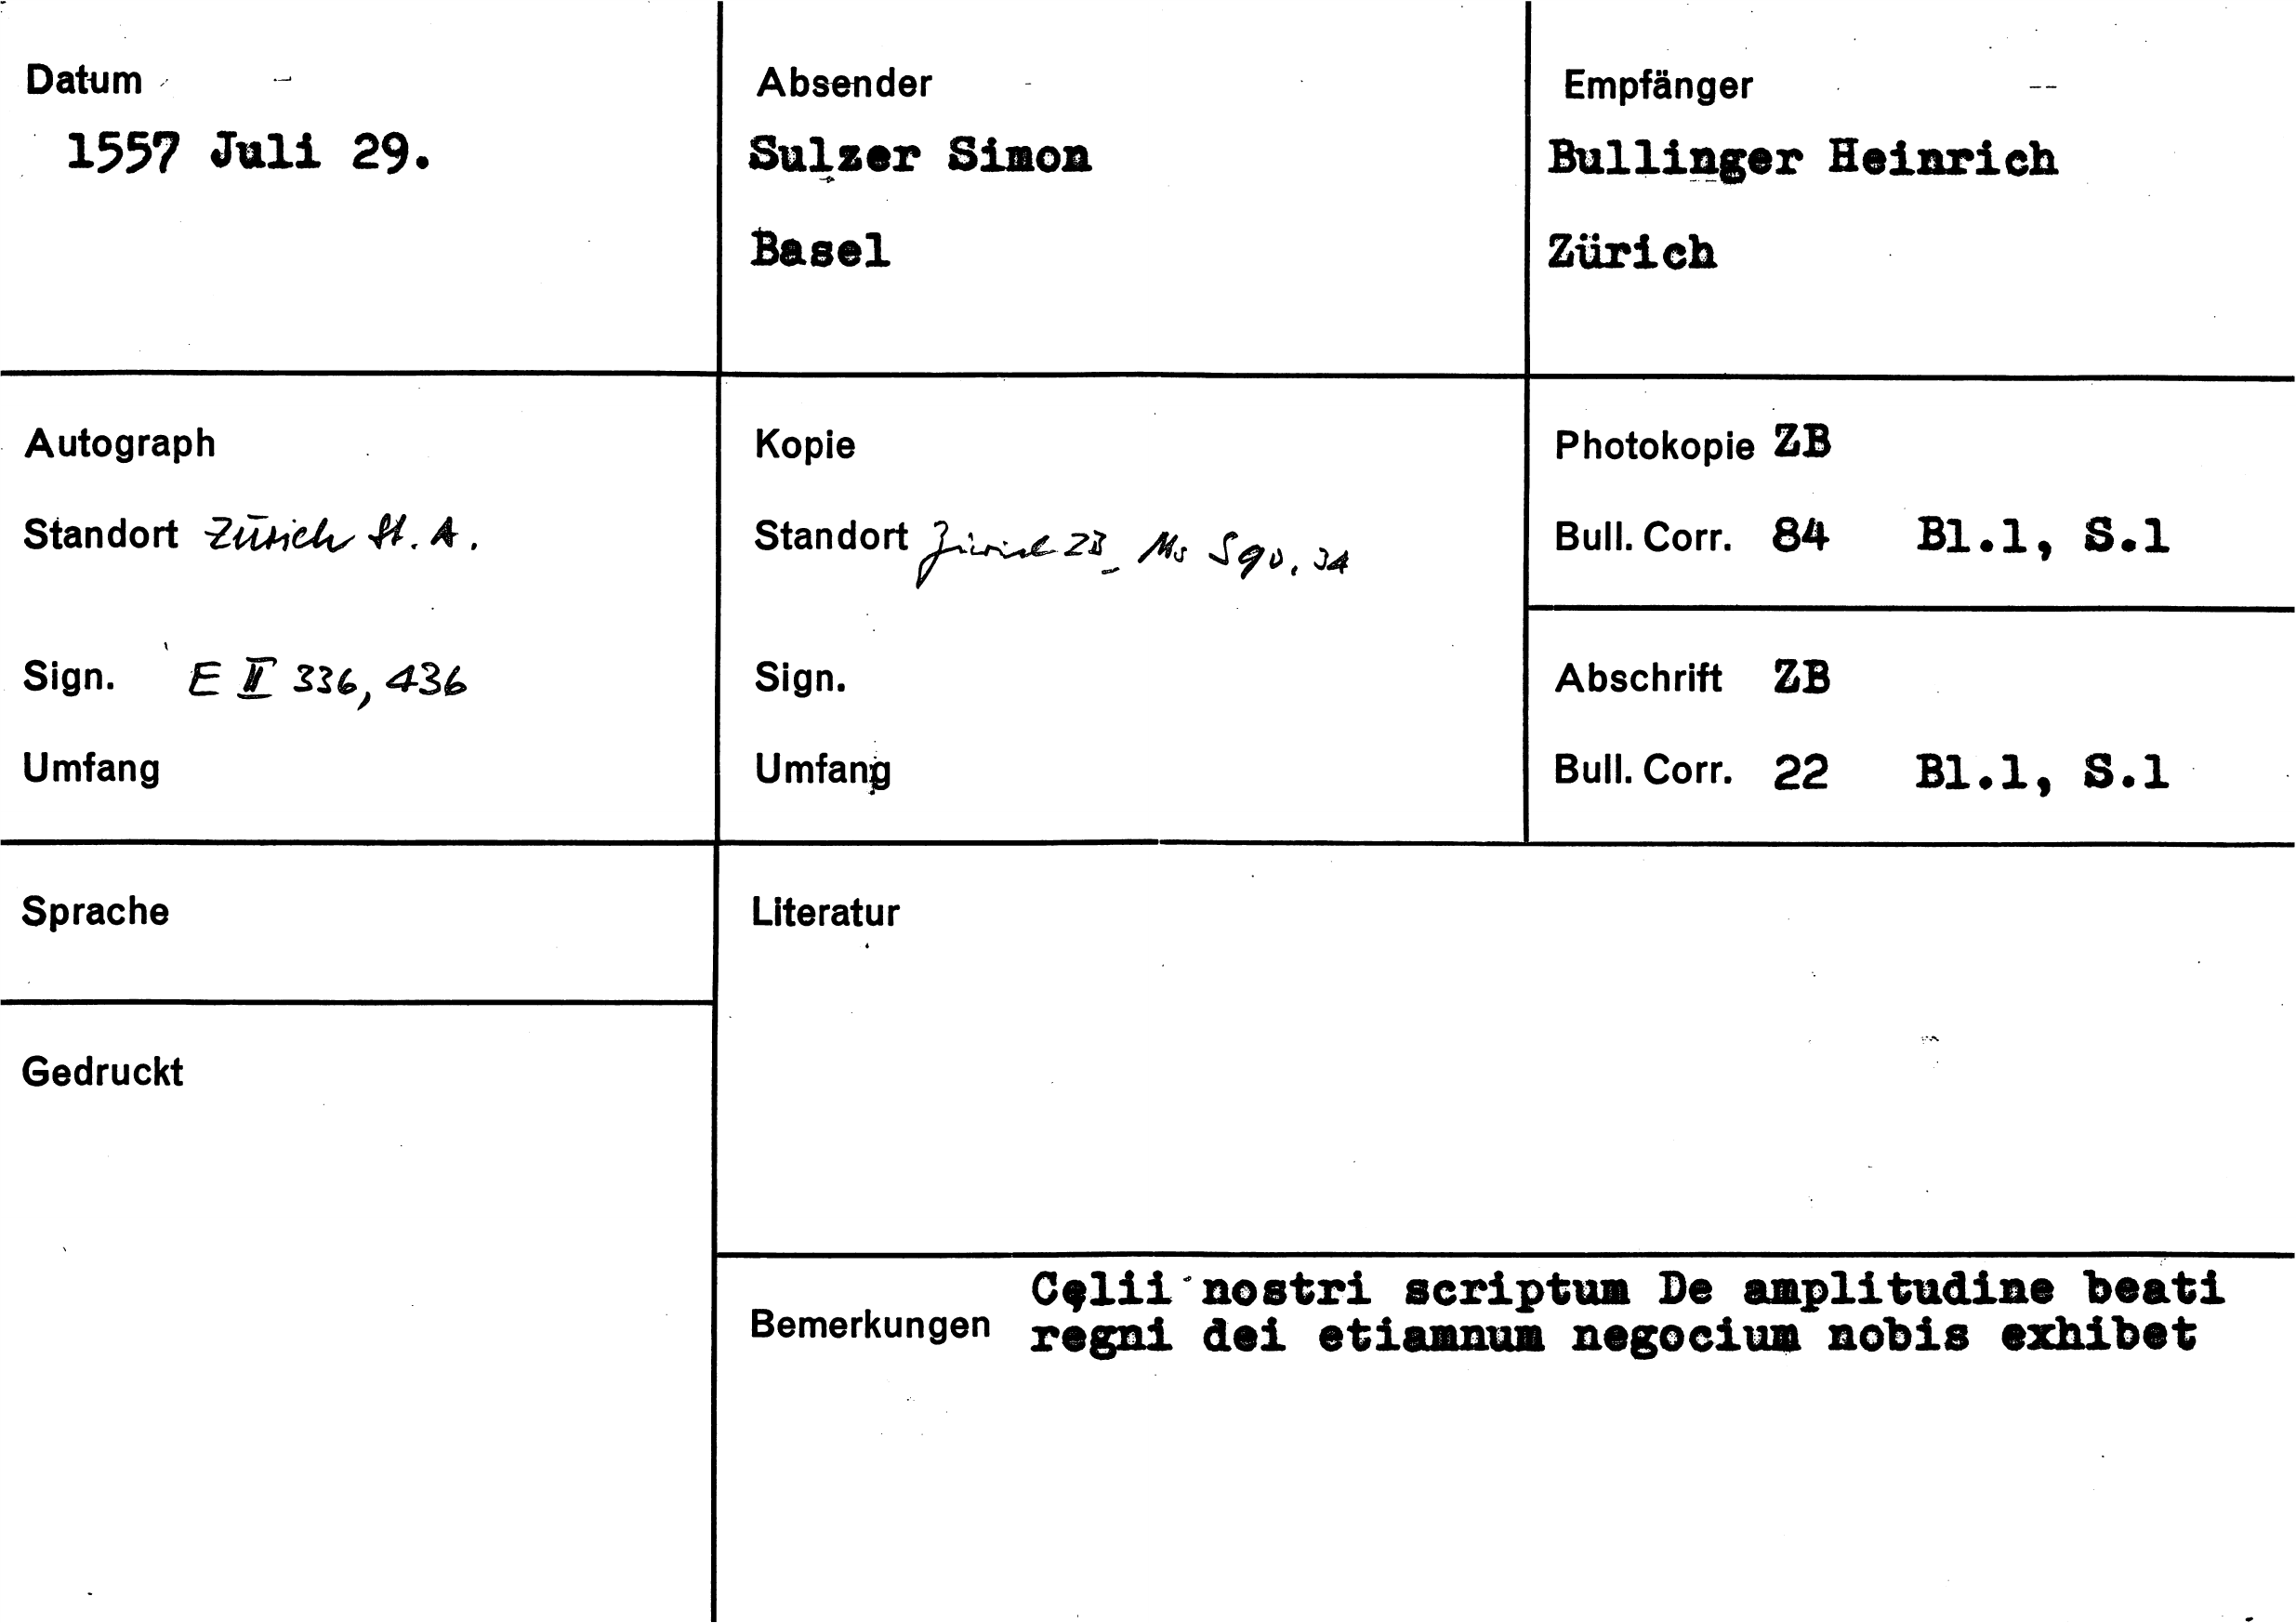 Datum
1557 Juli 29.
Absender
Sulzer Simon
Basel
Empfänger
Bullinger Heinrich
Zürich
Autograph
Standort Zürich St. A.
Sign. E II 336, 436
Umfang
Kopie
Standort Zürich ZB Ms S 90, 34
Sign.
Umfang
Photokopie ZB
Bull. Corr. 84 Bl.1, S.1
Abschrift ZB
Bull. Corr. 22 Bl.1, S.1
Sprache
Gedruckt
Literatur
Bemerkungen
Cęlii nostri scriptum De amplitudine beati
regni dei etiamnum negocium nobis exhibet